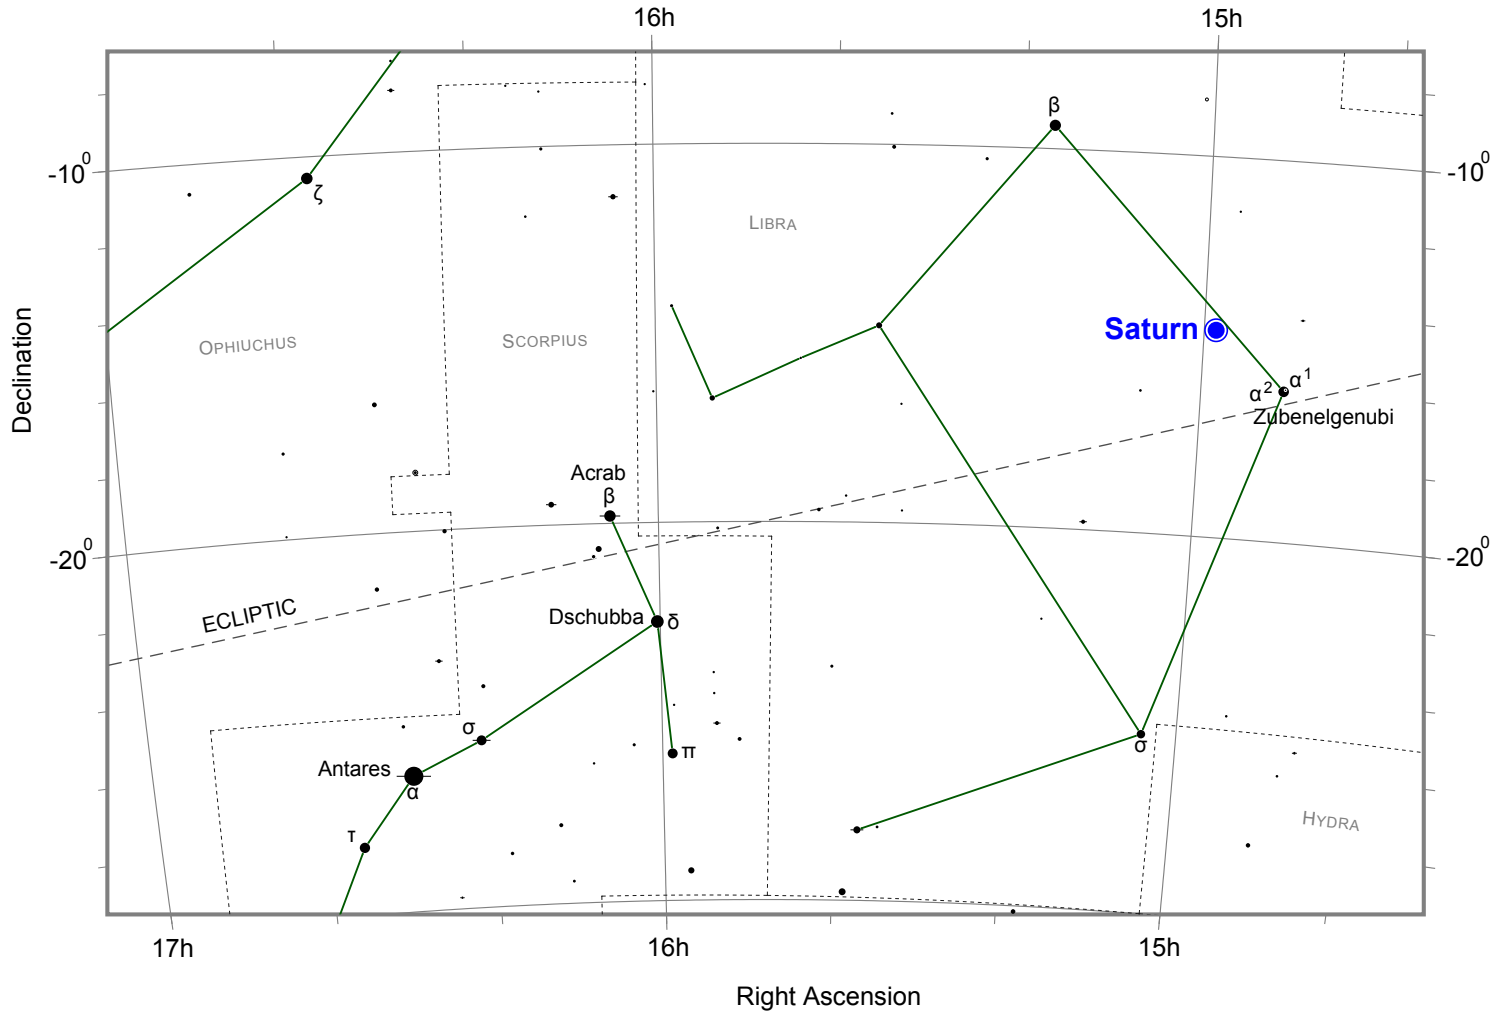 16h 15h
β
-10⁰ -10⁰
ζ
LIBRA
Saturn
OPHIUCHUS SCORPIUS
α² α¹
Zubenelgenubi
Declination
Acrab
β
-20⁰ -20⁰
ECLIPTIC
Dschubba δ
σ π σ
Antares
α
τ HYDRA
17h 16h 15h
Right Ascension